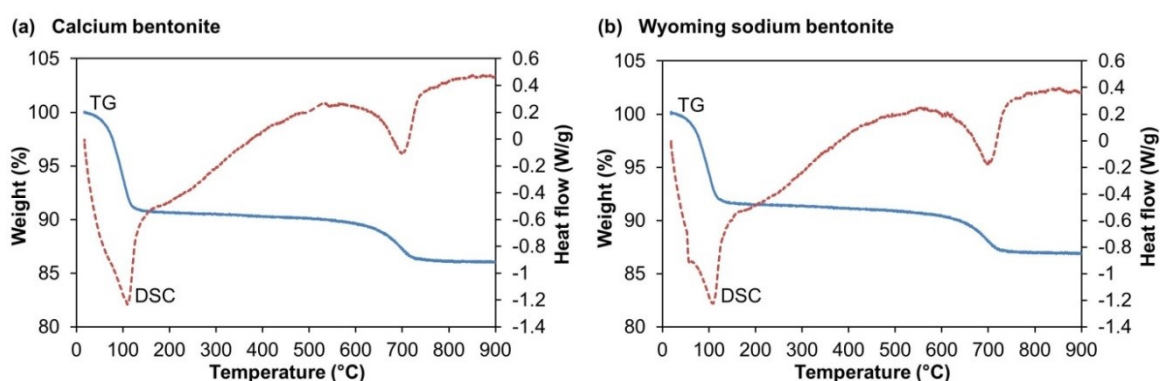 (a) Calcium bentonite
105
100
95
90
85
80
Weight (%)
TG
DSC
0.6
0.4
0.2
0
-0.2
-0.4
-0.6
-0.8
-1
-1.2
-1.4
Heat flow (W/g)
0 100 200 300 400 500 600 700 800 900
Temperature (°C)
(b) Wyoming sodium bentonite
105
100
95
90
85
80
Weight (%)
TG
DSC
0.6
0.4
0.2
0
-0.2
-0.4
-0.6
-0.8
-1
-1.2
-1.4
Heat flow (W/g)
0 100 200 300 400 500 600 700 800 900
Temperature (°C)